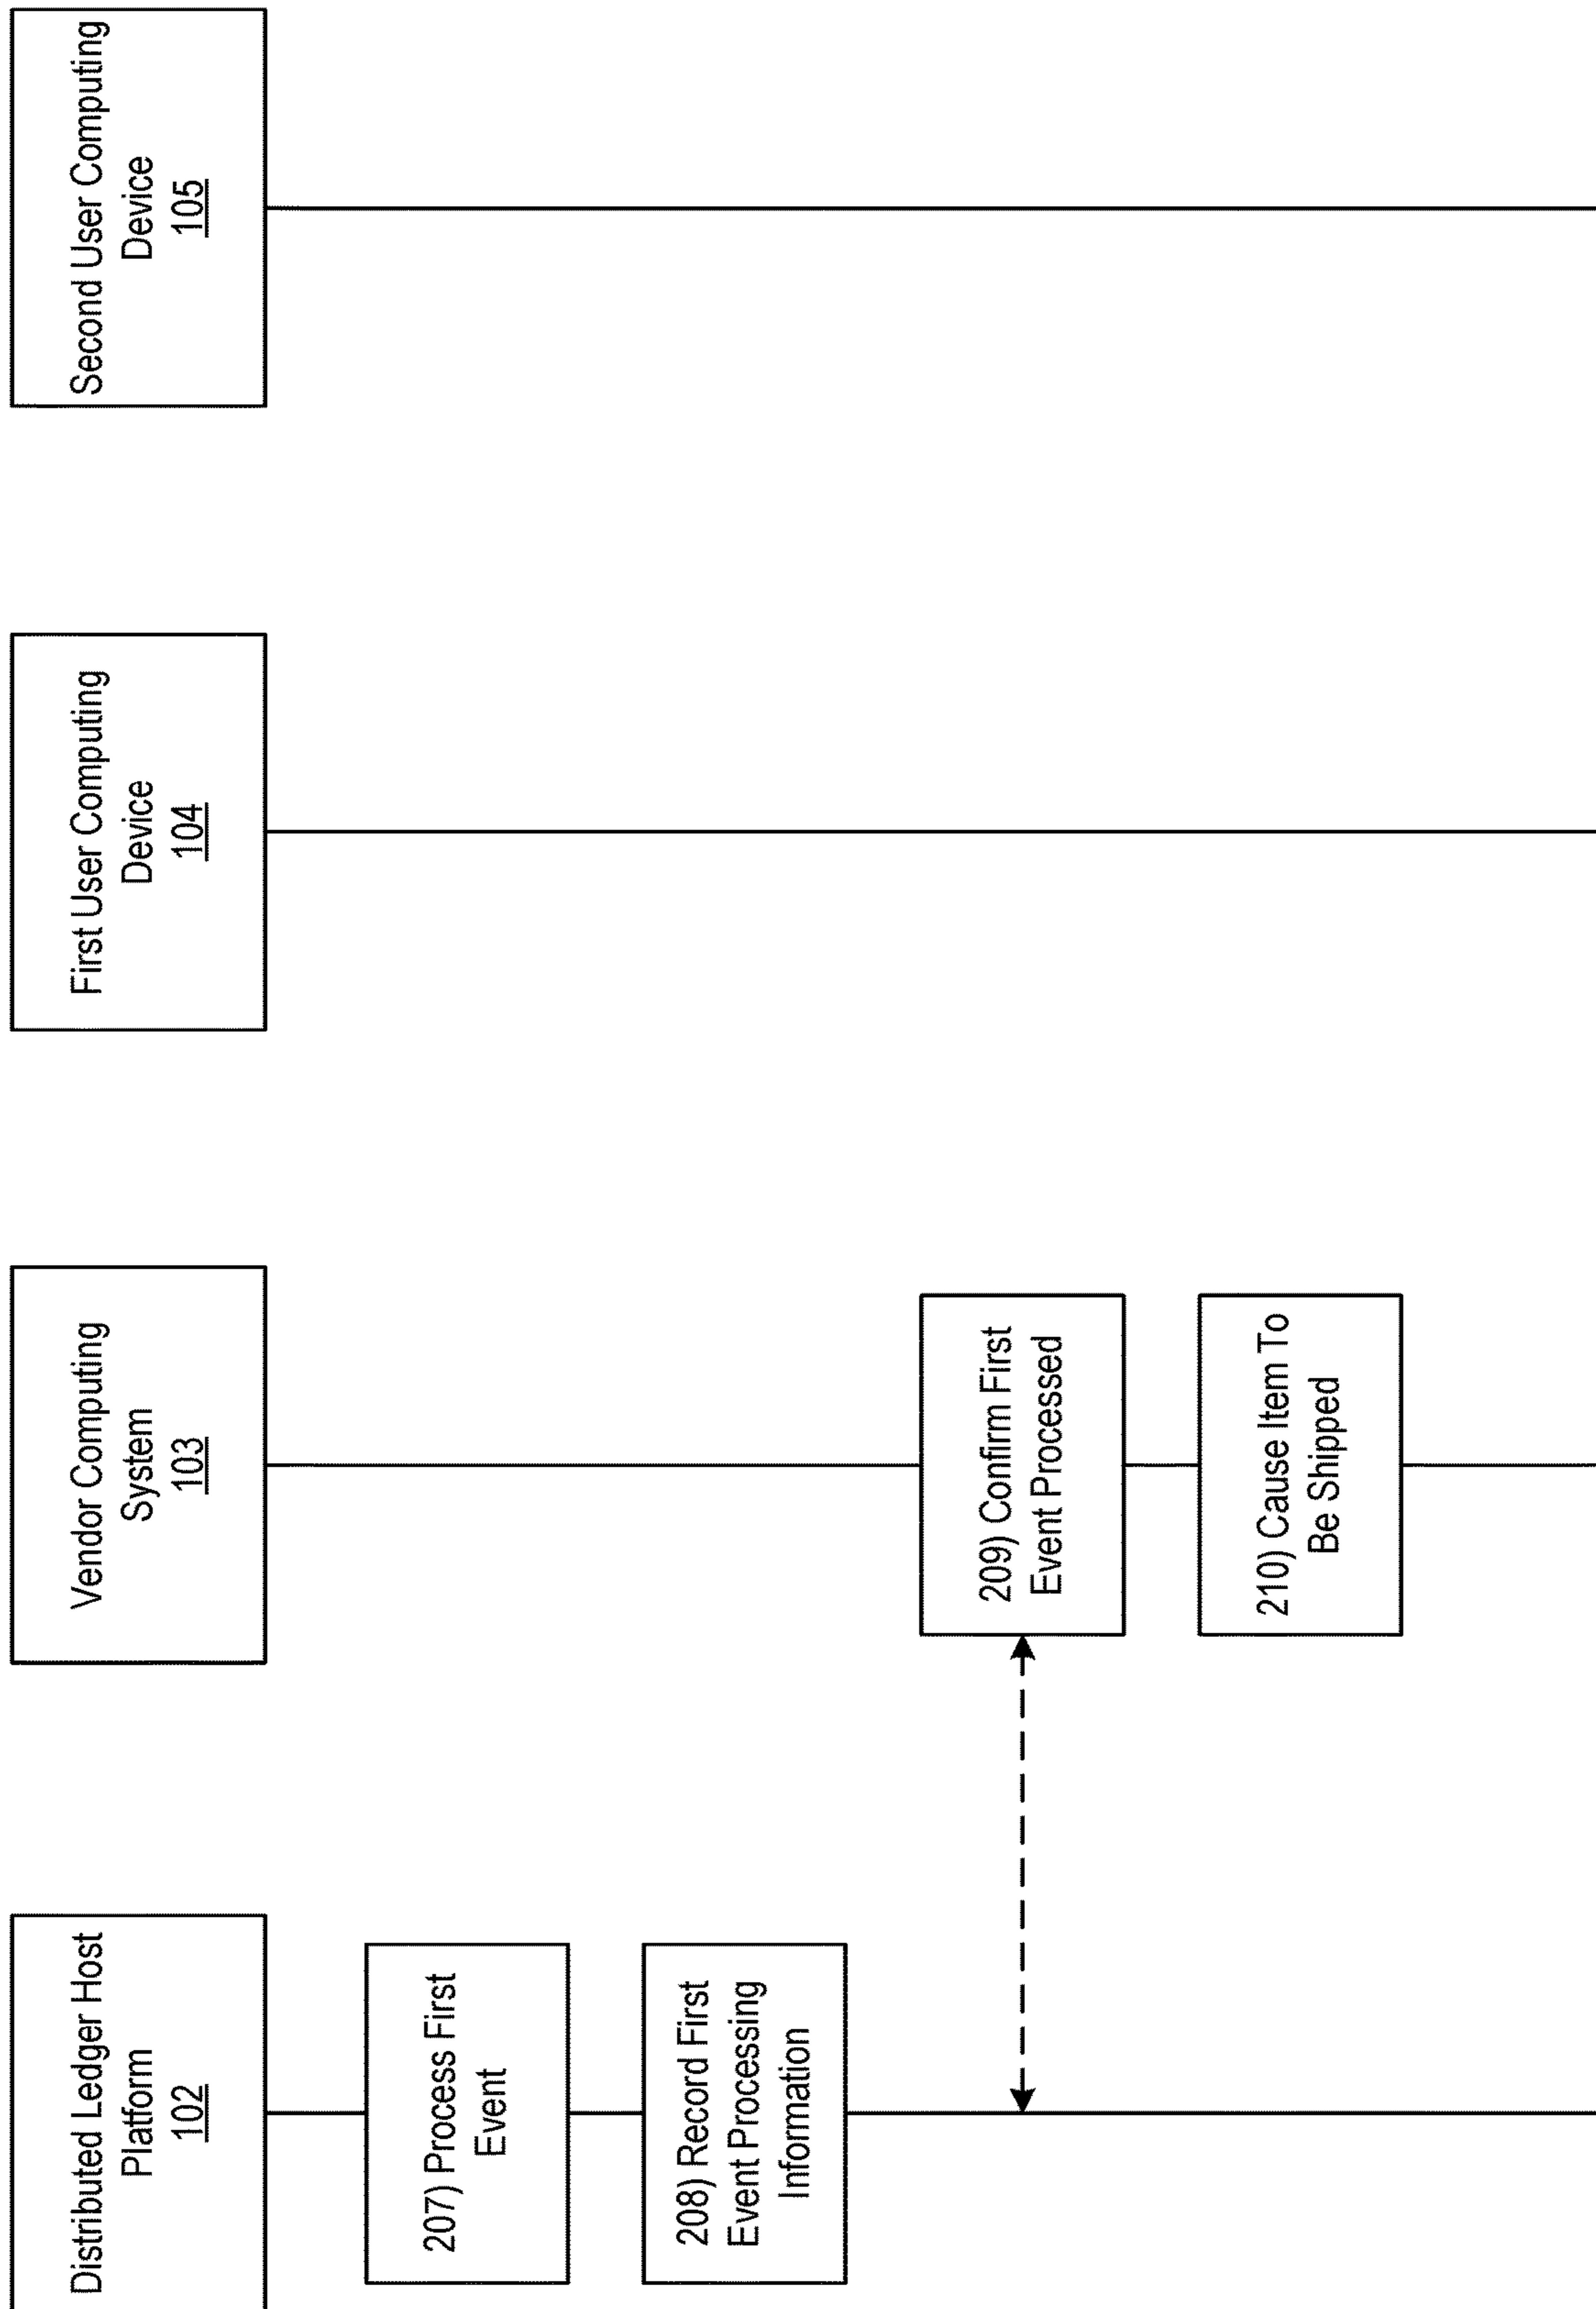 Distributed Ledger Host
Platform
102
Vendor Computing
System
103
First User Computing
Device
104
Second User Computing
Device
105
207) Process First
Event
208) Record First
Event Processing
Information
209) Confirm First
Event Processed
210) Cause Item To
Be Shipped